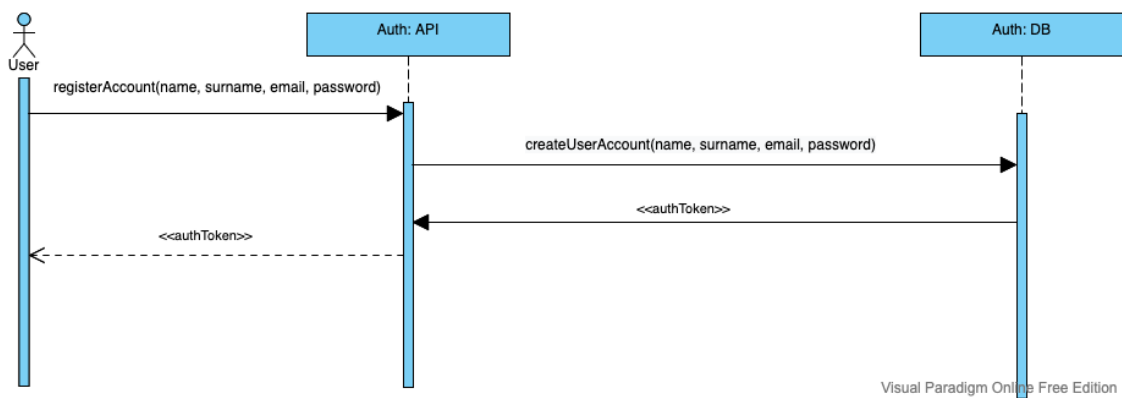 Auth: API
Auth: DB
User
registerAccount(name, surname, email, password)
createUserAccount(name, surname, email, password)
<<authToken>>
<<authToken>>
Visual Paradigm Online Free Edition